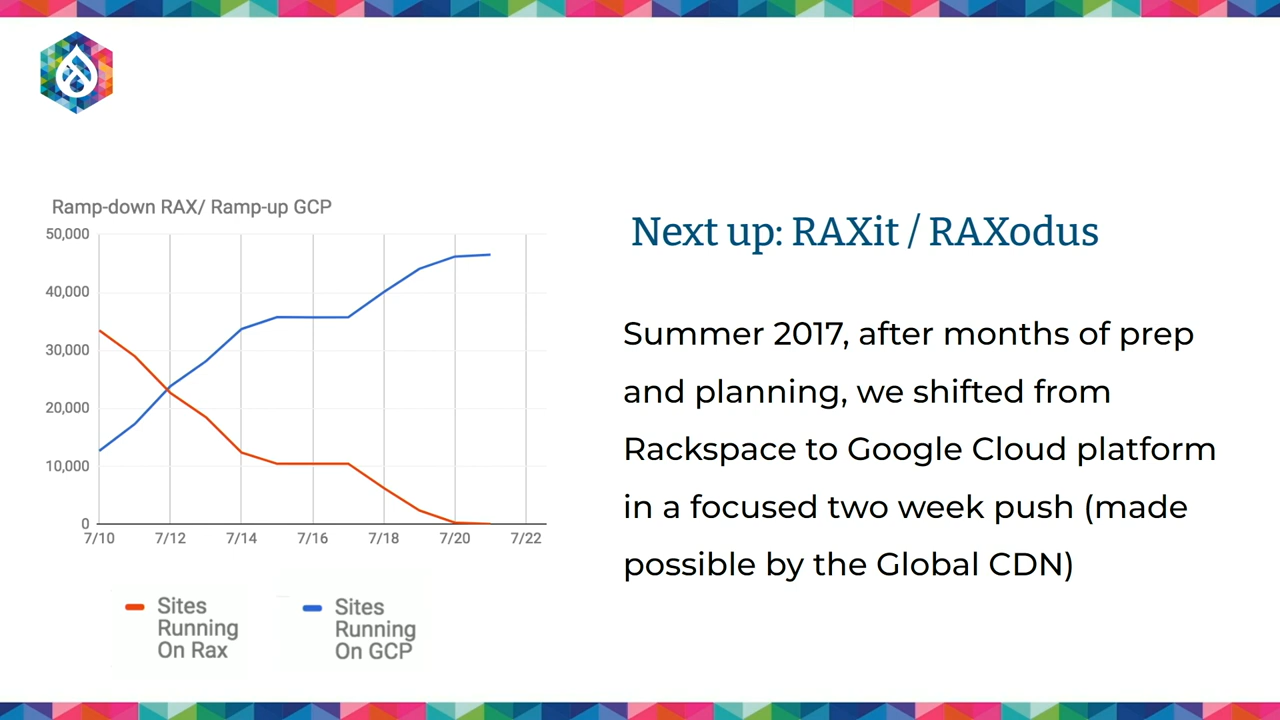 Ramp-down RAX/ Ramp-up GCP
50,000
40,000
30,000
20,000
10,000
0
7/10 7/12 7/14 7/16 7/18 7/20 7/22
Sites
Running
On Rax
Sites
Running
On GCP
Next up: RAXit / RAXodus
Summer 2017, after months of prep
and planning, we shifted from
Rackspace to Google Cloud platform
in a focused two week push (made
possible by the Global CDN)